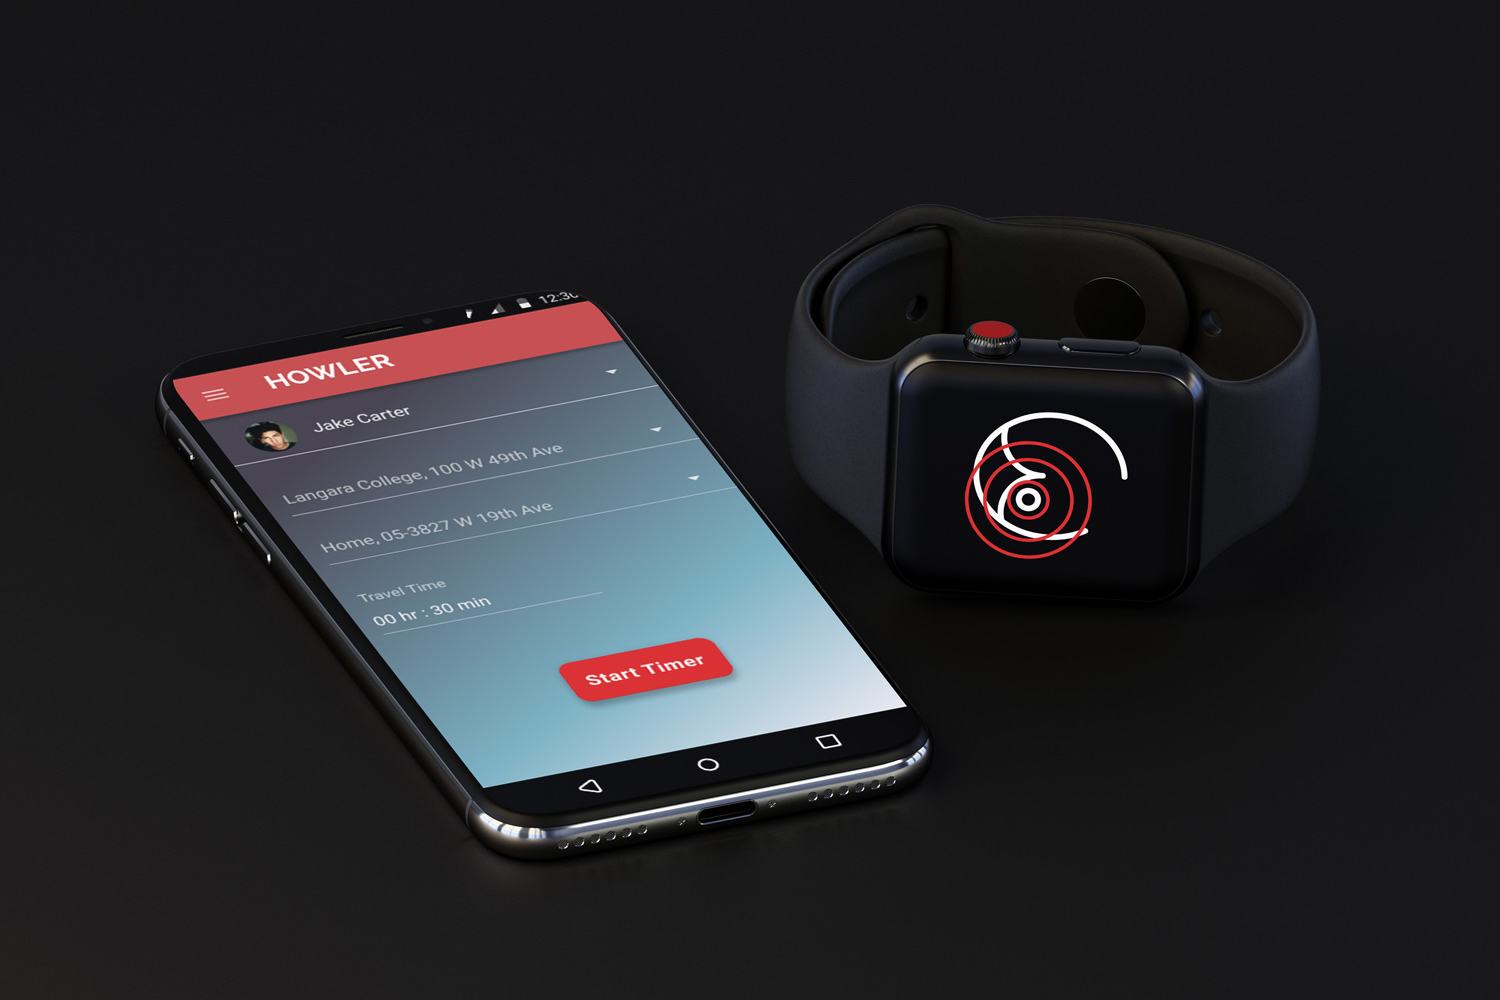 12:30
HOWLER
Jake Carter
Langara College, 100 W 49th Ave
Home, 05-3827 W 19th Ave
Travel Time
00 hr : 30 min
Start Timer